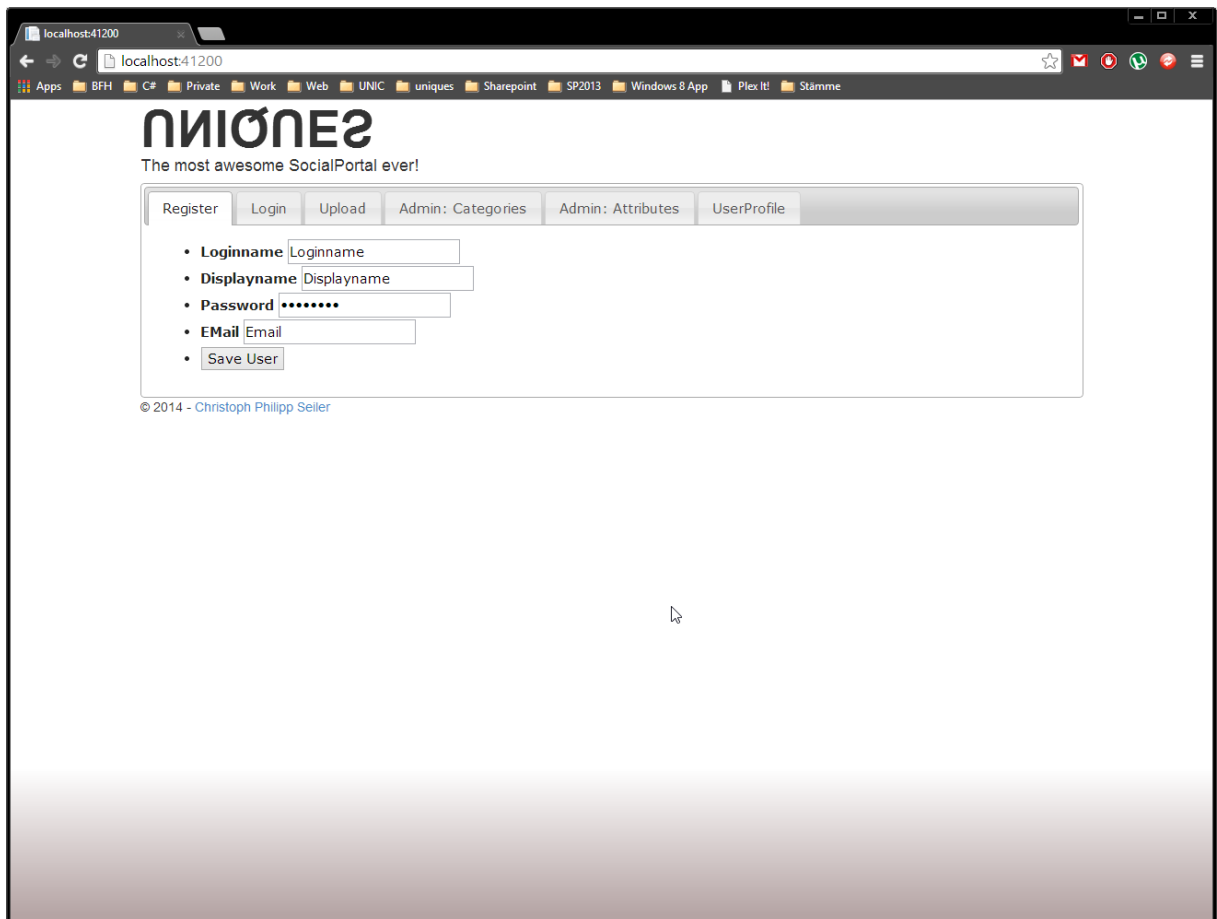 localhost:41200
localhost:41200
Apps BFH C# Private Work Web UNIC uniques Sharepoint SP2013 Windows 8 App Plex It! Stämme
UNIQUES
The most awesome SocialPortal ever!
Register Login Upload Admin: Categories Admin: Attributes UserProfile
• Loginname Loginname
• Displayname Displayname
• Password ••••••••
• EMail Email
• Save User
© 2014 - Christoph Philipp Seiler